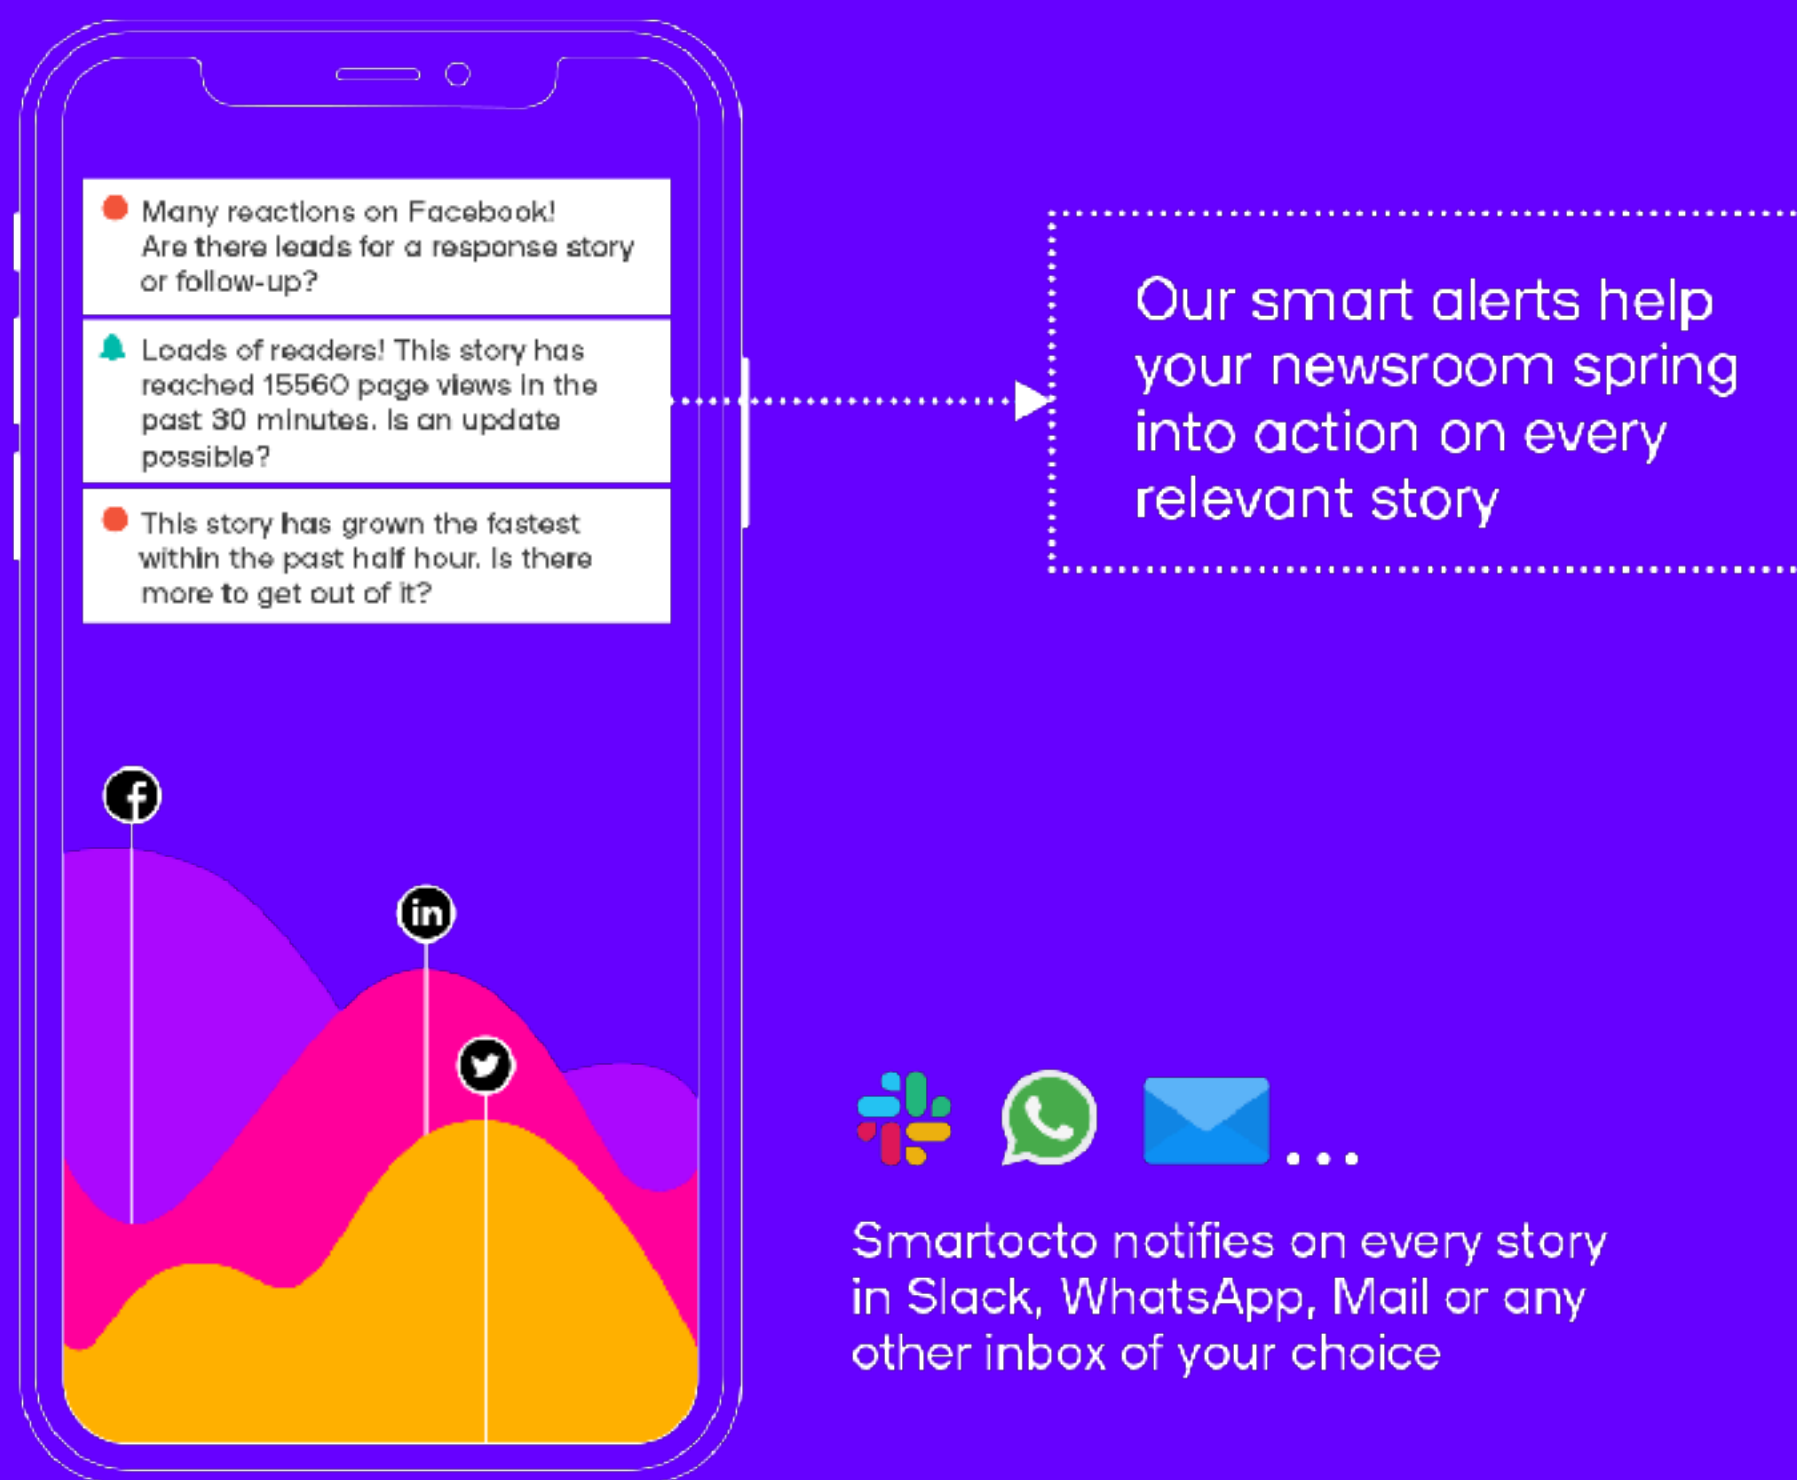 Many reactions on Facebook!
Are there leads for a response story
or follow-up?
Loads of readers! This story has
reached 15560 page views in the
past 30 minutes. Is an update
possible?
This story has grown the fastest
within the past half hour. Is there
more to get out of it?
Our smart alerts help
your newsroom spring
into action on every
relevant story
in
Smartocto notifies on every story
in Slack, WhatsApp, Mail or any
other inbox of your choice